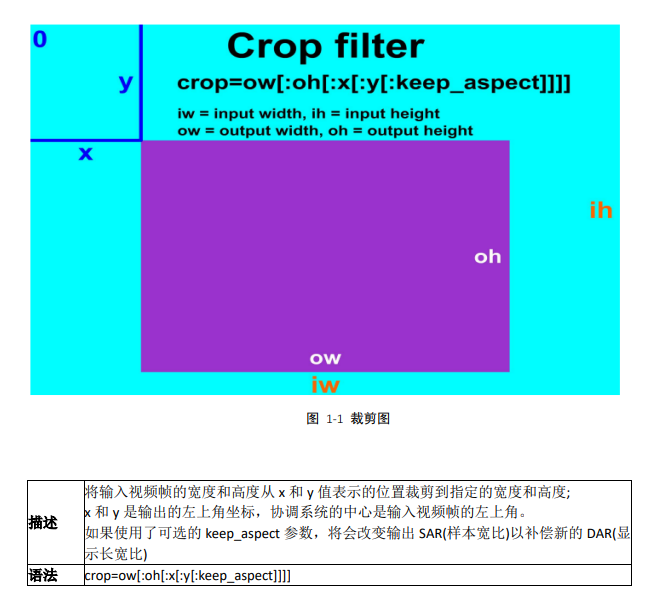 0
Crop filter
y
crop=ow[:oh[:x[:y[:keep_aspect]]]]
iw = input width, ih = input height
ow = output width, oh = output height
x
ih
oh
ow
iw
图 1-1 裁剪图
描述
将输入视频帧的宽度和高度从 x 和 y 值表示的位置裁剪到指定的宽度和高度;
x 和 y 是输出的左上角坐标，协调系统的中心是输入视频帧的左上角。
如果使用了可选的 keep_aspect 参数，将会改变输出 SAR(样本宽比)以补偿新的 DAR(显
示长宽比)
语法
crop=ow[:oh[:x[:y[:keep_aspect]]]]